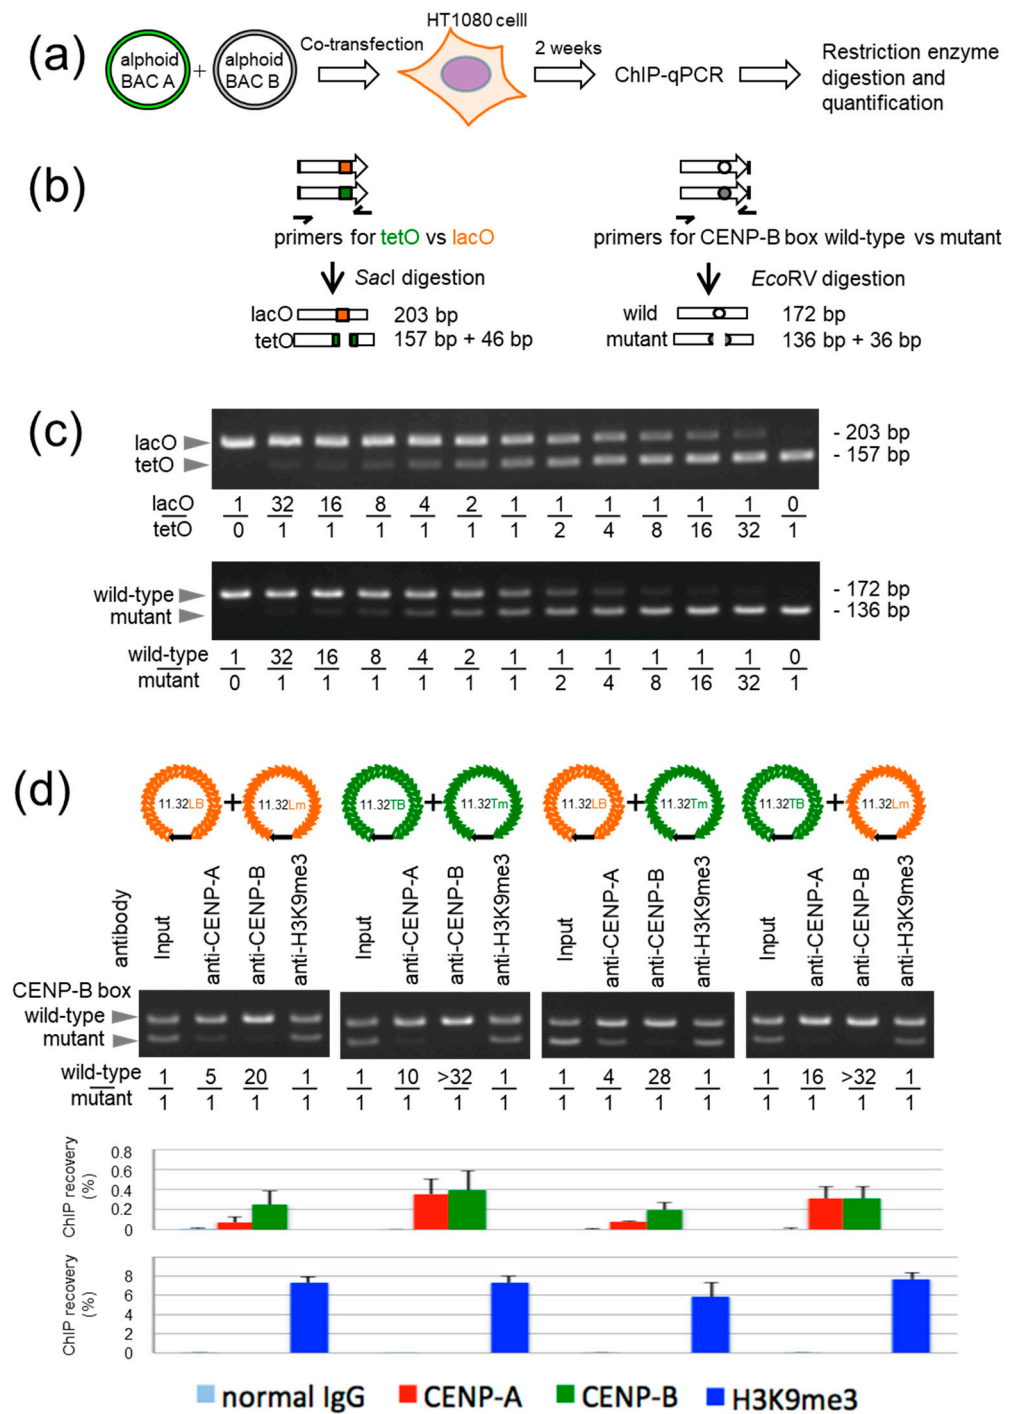 (a)
alphoid
BAC A
+
alphoid
BAC B
Co-transfection
HT1080 celll
2 weeks
ChIP-qPCR
Restriction enzyme
digestion and
quantification
(b)
primers for tetO vs lacO
SacI digestion
lacO 203 bp
tetO 157 bp + 46 bp
primers for CENP-B box wild-type vs mutant
EcoRV digestion
wild 172 bp
mutant 136 bp + 36 bp
(c)
lacO - 203 bp
tetO - 157 bp
lacO 1 32 16 8 4 2 1 1 1 1 1 1 0
tetO 0 1 1 1 1 1 1 2 4 8 16 32 1
wild-type - 172 bp
mutant - 136 bp
wild-type 1 32 16 8 4 2 1 1 1 1 1 1 0
mutant 0 1 1 1 1 1 1 2 4 8 16 32 1
(d)
11.32LB + 11.32Lm 11.32TB + 11.32Tm 11.32LB + 11.32Tm 11.32TB + 11.32Lm
antibody Input anti-CENP-A anti-CENP-B anti-H3K9me3 Input anti-CENP-A anti-CENP-B anti-H3K9me3 Input anti-CENP-A anti-CENP-B anti-H3K9me3 Input anti-CENP-A anti-CENP-B anti-H3K9me3
CENP-B box
wild-type
mutant
wild-type 1 5 20 1 1 10 >32 1 1 4 28 1 1 16 >32 1
mutant 1 1 1 1 1 1 1 1 1 1 1 1 1 1 1 1
ChIP recovery
(%)
0.8
0.6
0.4
0.2
0
ChIP recovery
(%)
8
6
4
2
0
normal IgG CENP-A CENP-B H3K9me3